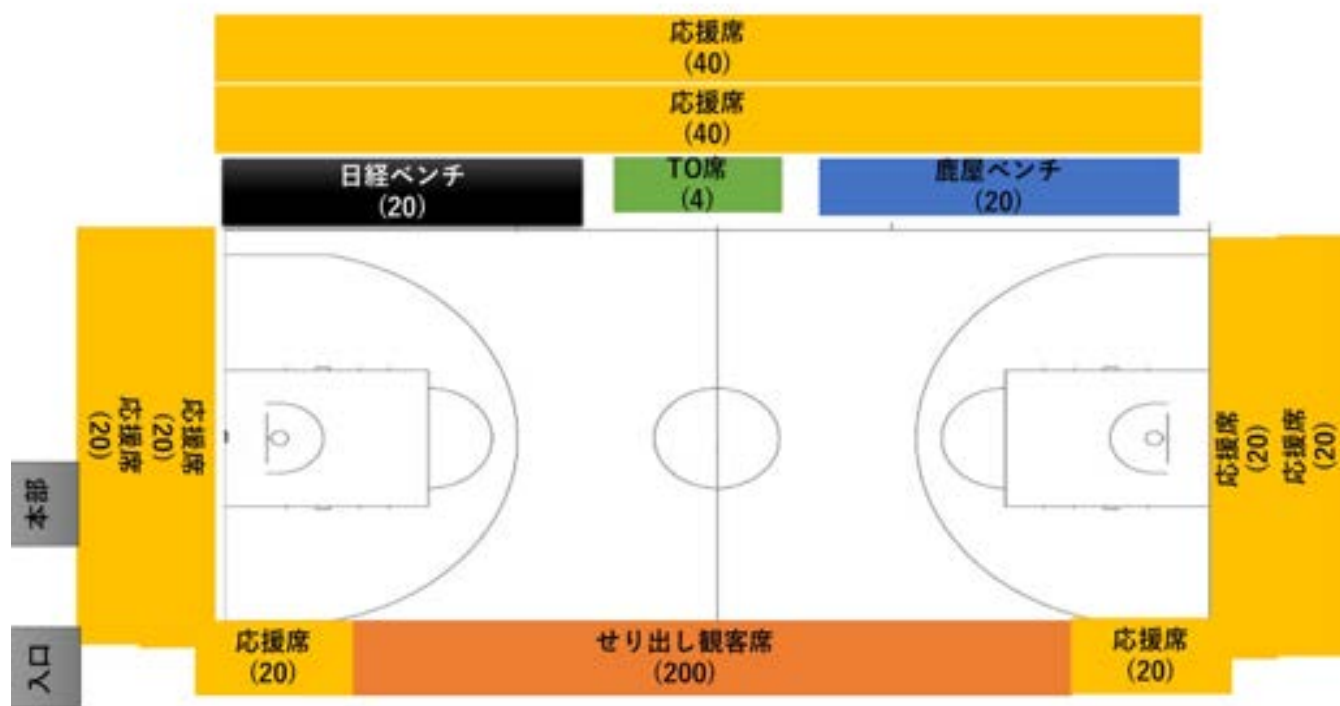 応援席
(40)
応援席
(40)
日経ベンチ
(20)
TO席
(4)
鹿屋ベンチ
(20)
応援席
(20)
応援席
(20)
応援席
(20)
応援席
(20)
本部
入口
応援席
(20)
せり出し観客席
(200)
応援席
(20)